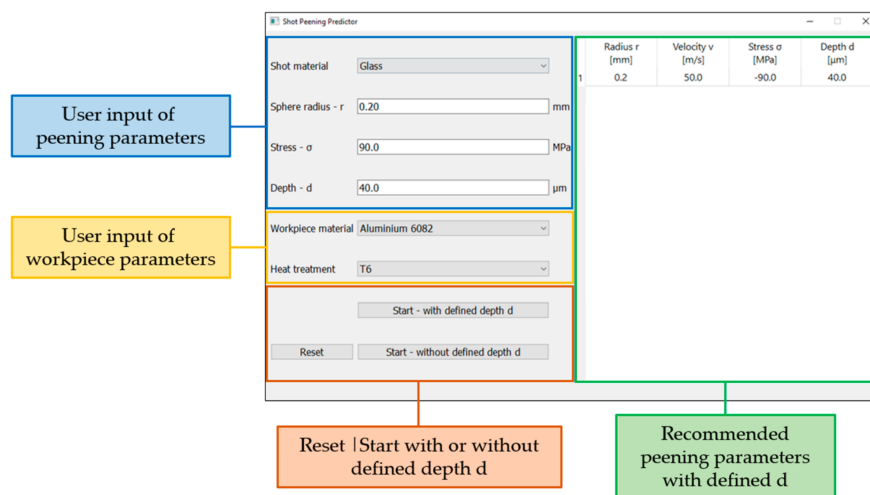 Shot Peening Predictor
User input of
peening parameters
Shot material Glass
Sphere radius - r 0.20 mm
Stress - σ 90.0 MPa
Depth - d 40.0 μm
User input of
workpiece parameters
Workpiece material Aluminium 6082
Heat treatment T6
Start - with defined depth d
Reset Start - without defined depth d
Radius r Velocity v Stress σ Depth d
[mm] [m/s] [MPa] [μm]
1 0.2 50.0 -90.0 40.0
Reset |Start with or without
defined depth d
Recommended
peening parameters
with defined d